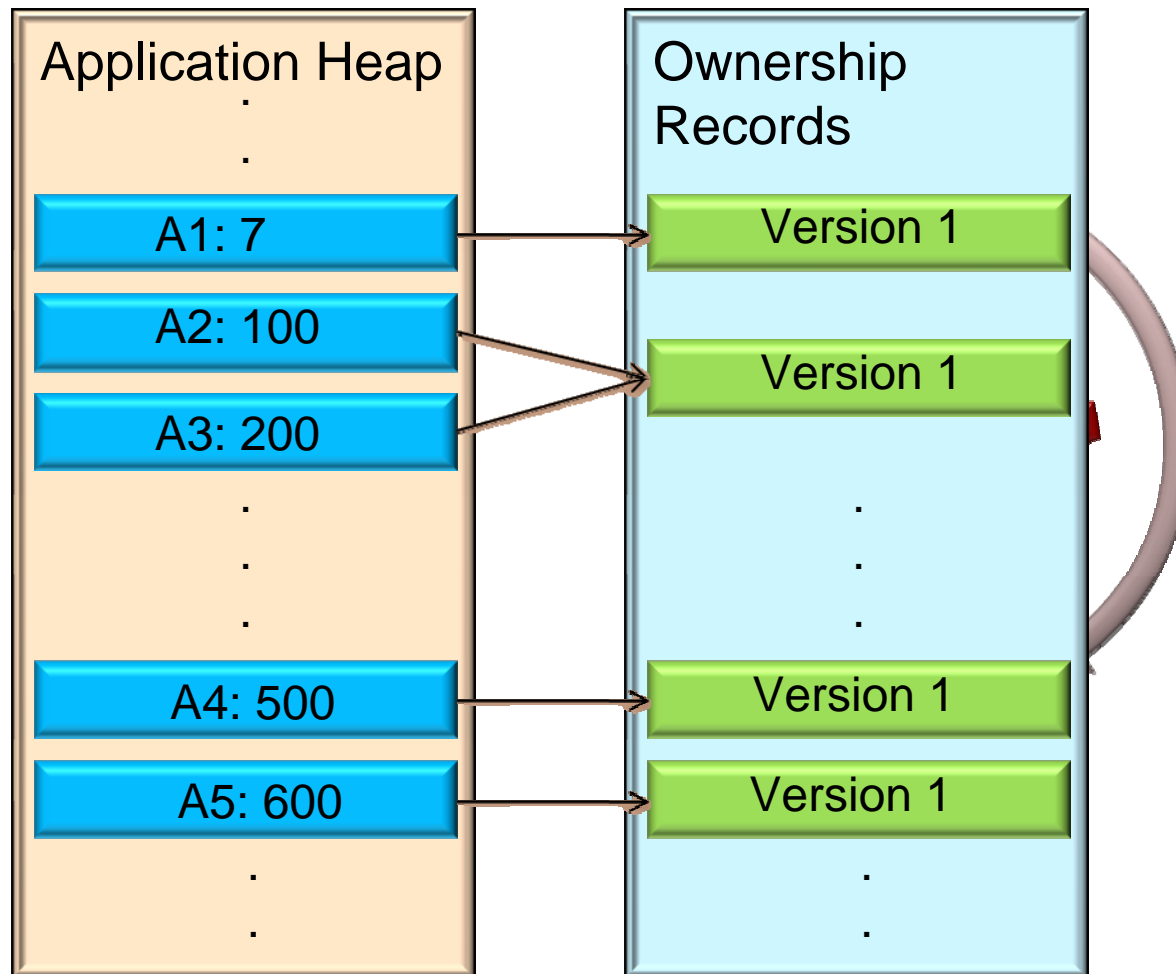 Application Heap
Ownership
Records
.
.
A1: 7
Version 1
A2: 100
Version 1
A3: 200
.
.
.
.
.
.
A4: 500
Version 1
A5: 600
Version 1
.
.
.
.